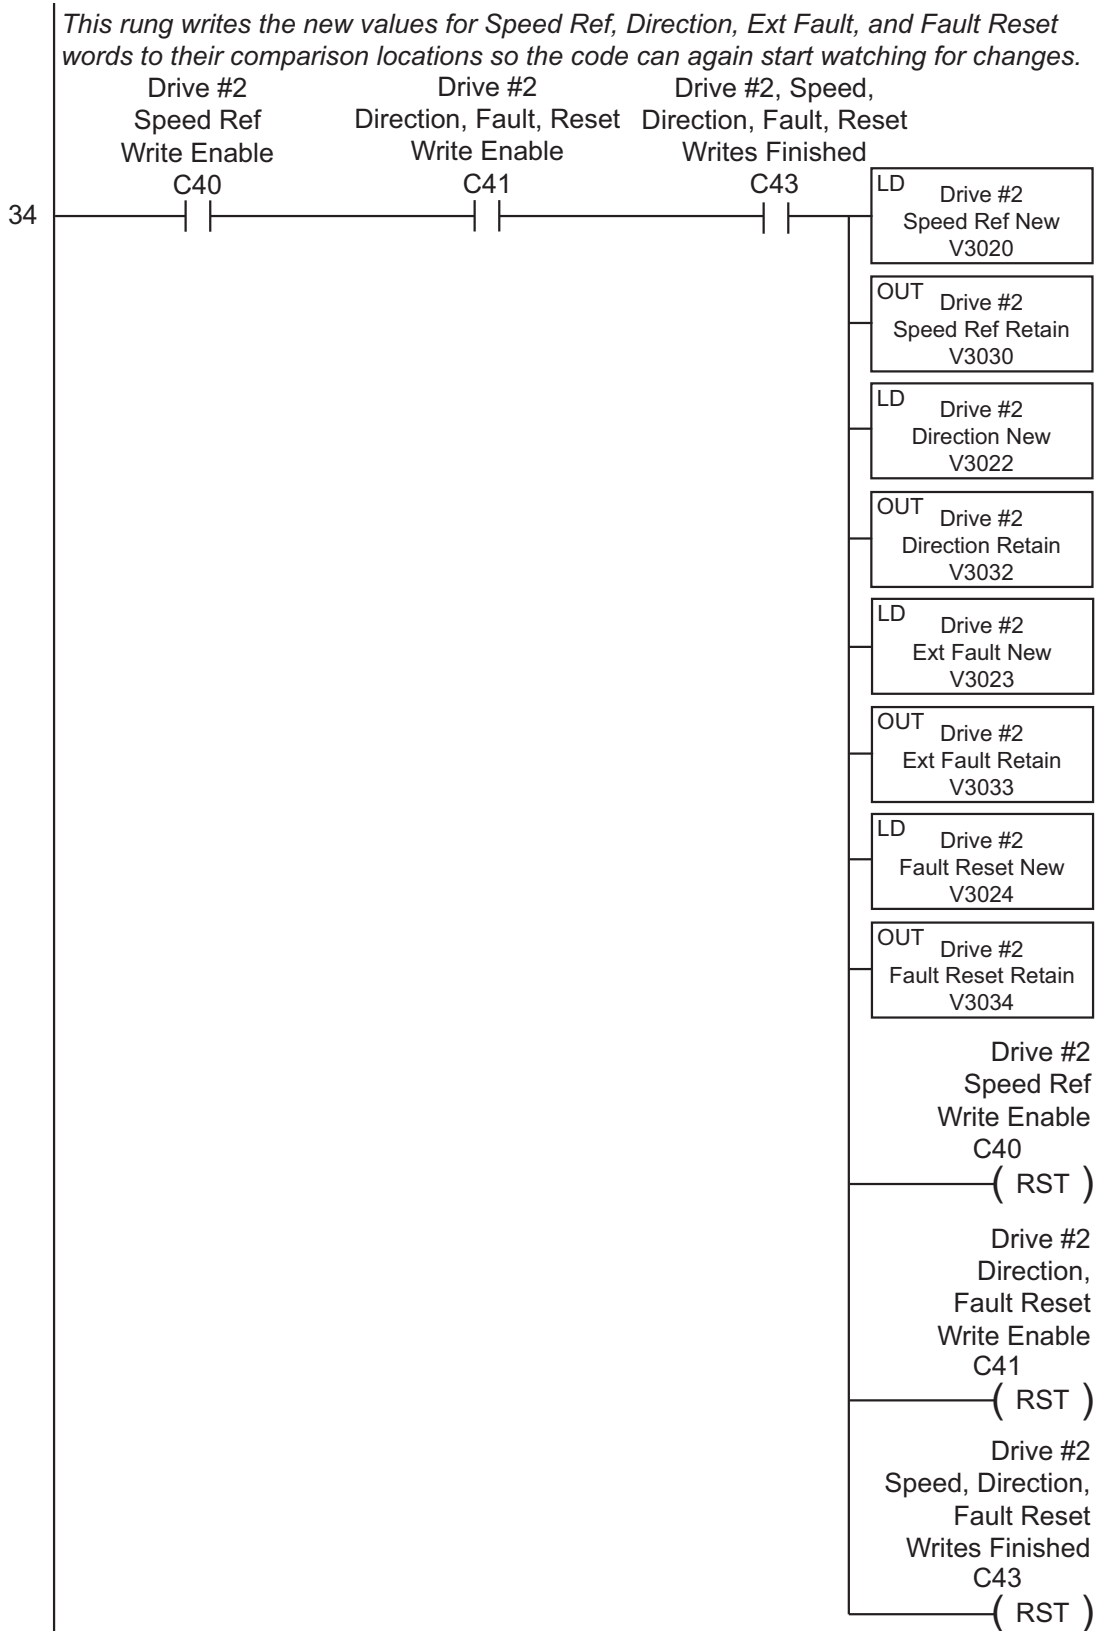 This rung writes the new values for Speed Ref, Direction, Ext Fault, and Fault Reset
words to their comparison locations so the code can again start watching for changes.
Drive #2
Speed Ref
Write Enable
C40
Drive #2
Direction, Fault, Reset
Write Enable
C41
Drive #2, Speed,
Direction, Fault, Reset
Writes Finished
C43
34
LD
Drive #2
Speed Ref New
V3020
OUT
Drive #2
Speed Ref Retain
V3030
LD
Drive #2
Direction New
V3022
OUT
Drive #2
Direction Retain
V3032
LD
Drive #2
Ext Fault New
V3023
OUT
Drive #2
Ext Fault Retain
V3033
LD
Drive #2
Fault Reset New
V3024
OUT
Drive #2
Fault Reset Retain
V3034
Drive #2
Speed Ref
Write Enable
C40
( RST )
Drive #2
Direction,
Fault Reset
Write Enable
C41
( RST )
Drive #2
Speed, Direction,
Fault Reset
Writes Finished
C43
( RST )